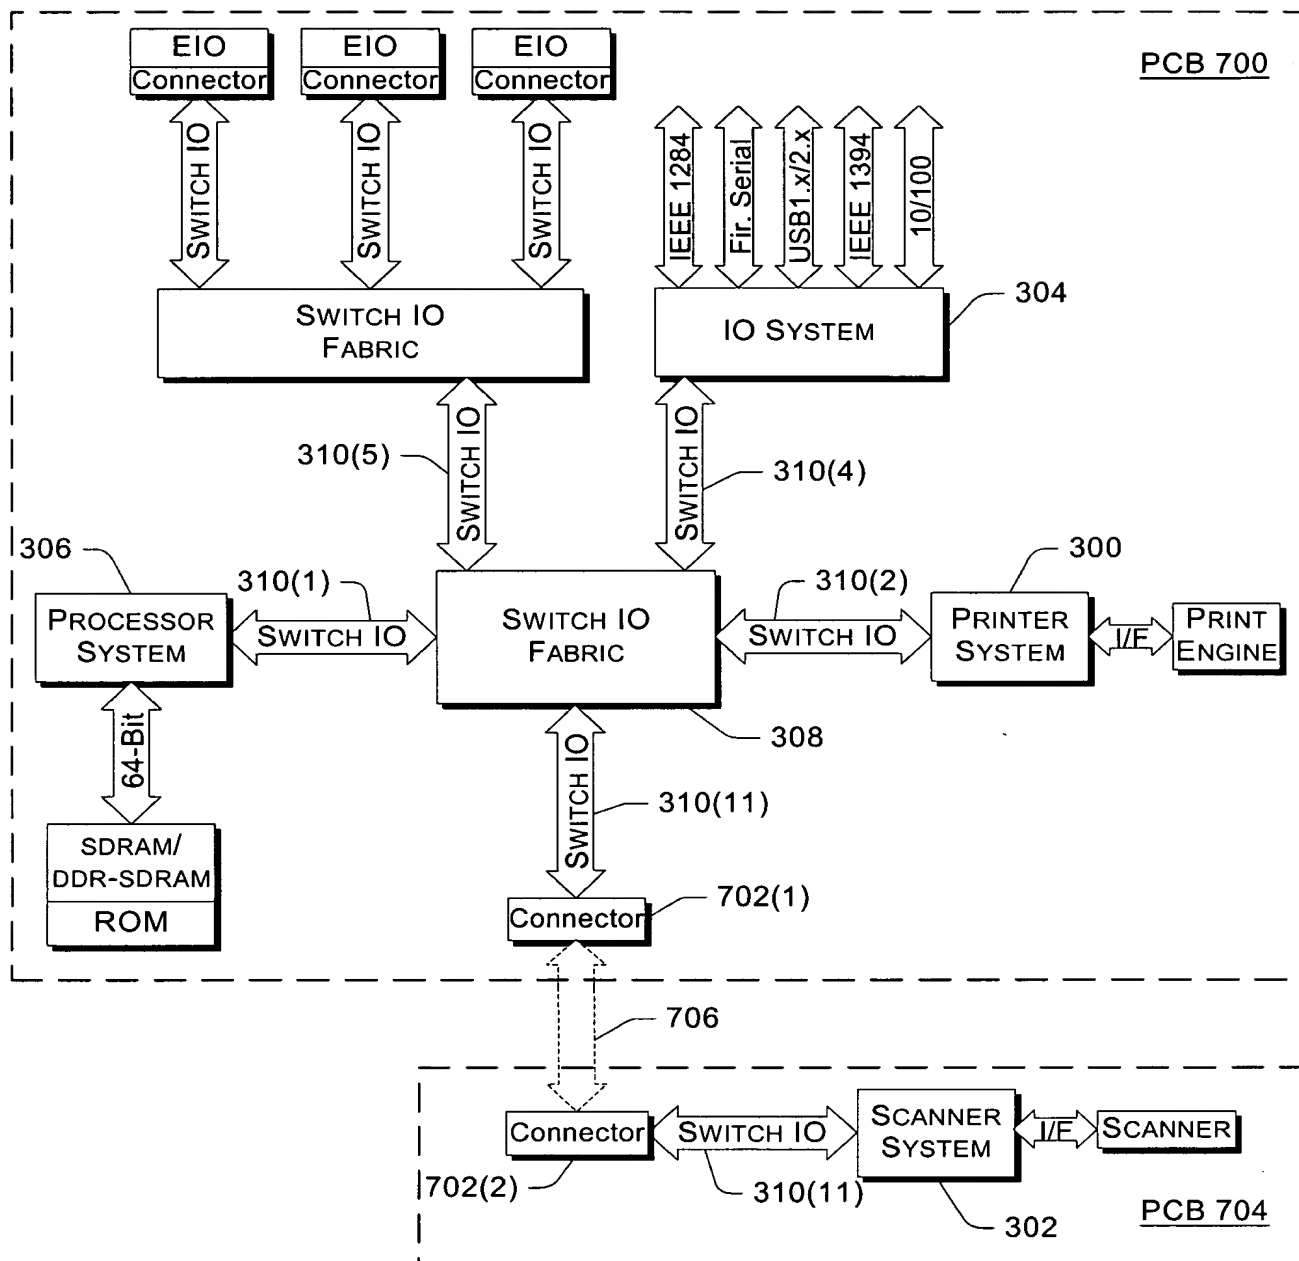 EIO
Connector
EIO
Connector
EIO
Connector
PCB 700
SWITCH IO
SWITCH IO
SWITCH IO
IEEE 1284
Fir. Serial
USB1.x/2.x
IEEE 1394
10/100
SWITCH IO
FABRIC
IO SYSTEM
304
310(5)
SWITCH IO
SWITCH IO
310(4)
306
310(1)
310(2)
300
PROCESSOR
SYSTEM
SWITCH IO
SWITCH IO
FABRIC
SWITCH IO
PRINTER
SYSTEM
I/F
PRINT
ENGINE
308
64-Bit
SWITCH IO
310(11)
SDRAM/
DDR-SDRAM
ROM
Connector
702(1)
706
Connector
SWITCH IO
SCANNER
SYSTEM
I/F
SCANNER
702(2)
310(11)
302
PCB 704